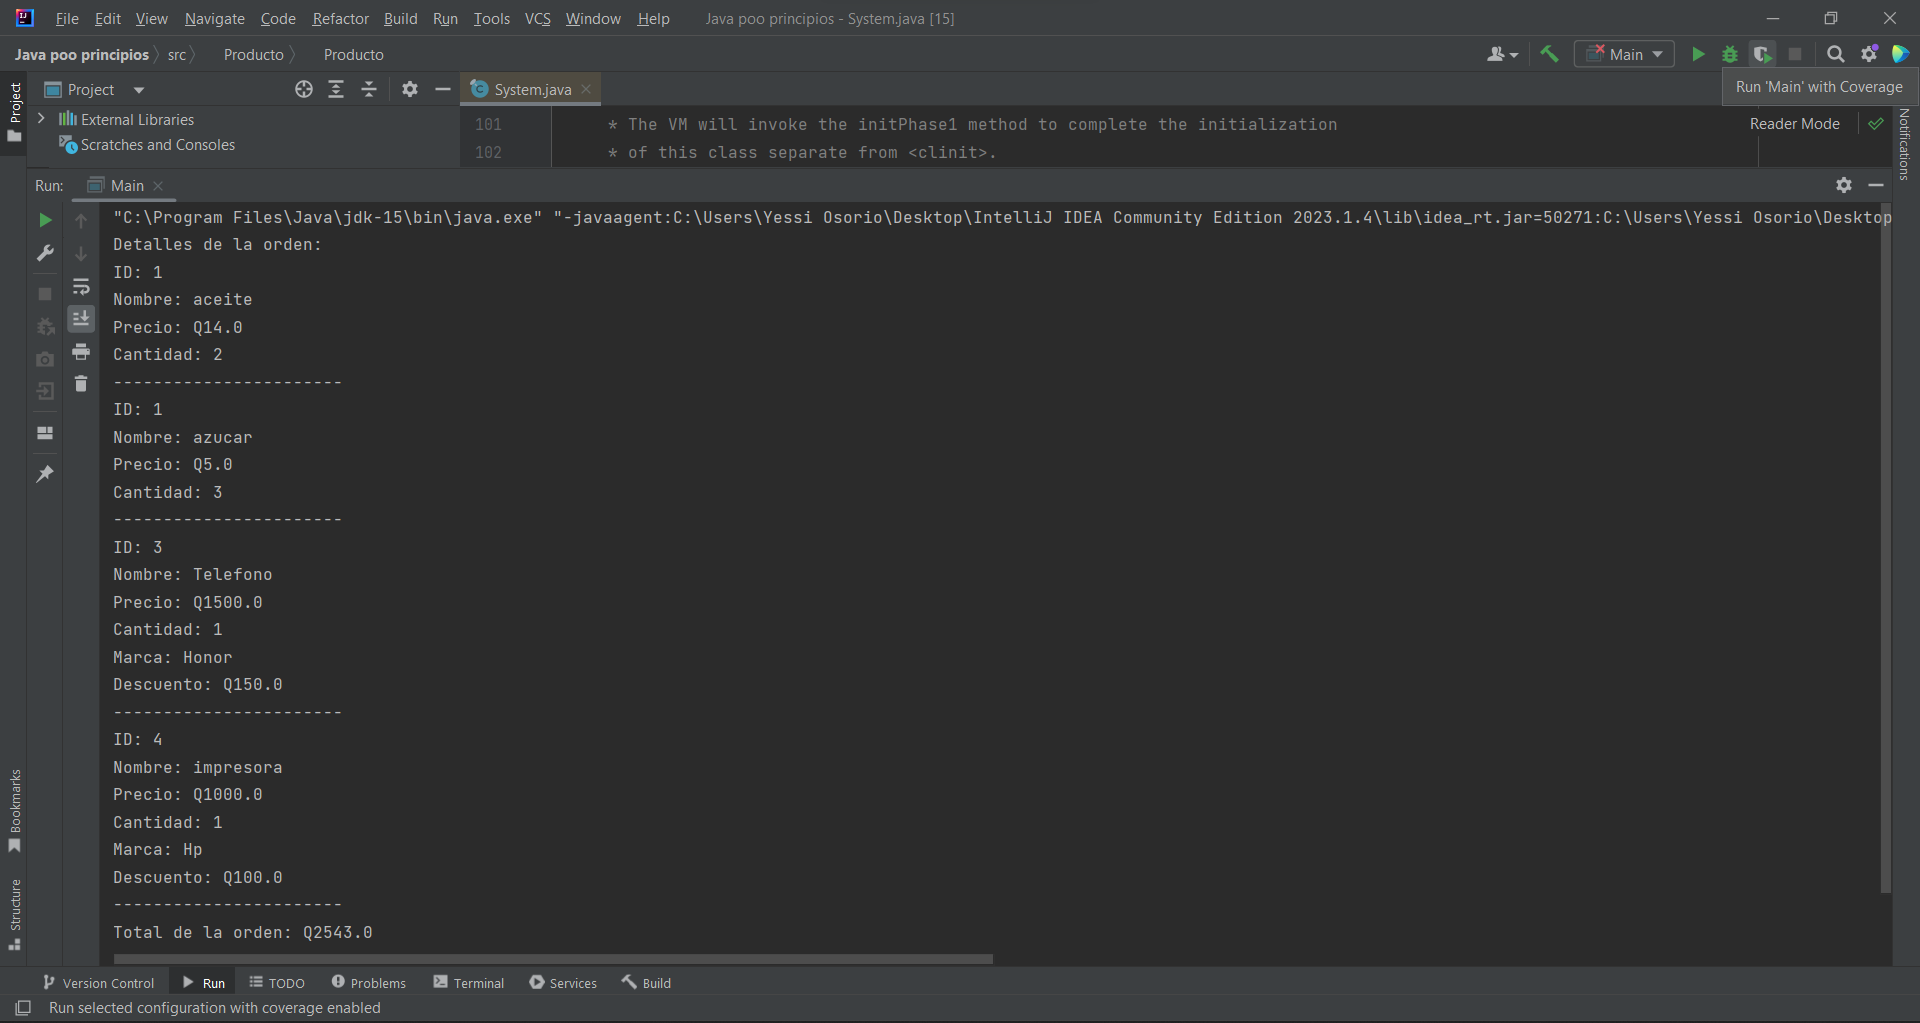 File Edit View Navigate Code Refactor Build Run Tools VCS Window Help Java poo principios - System.java [15]
Java poo principios src Producto Producto Main
Run 'Main' with Coverage
Project Project System.java
External Libraries
Scratches and Consoles
101 * The VM will invoke the initPhase1 method to complete the initialization
102 * of this class separate from <clinit>.
Reader Mode
Notifications
Run: Main
"C:\Program Files\Java\jdk-15\bin\java.exe" "-javaagent:C:\Users\Yessi Osorio\Desktop\IntelliJ IDEA Community Edition 2023.1.4\lib\idea_rt.jar=50271:C:\Users\Yessi Osorio\Desktop
Detalles de la orden:
ID: 1
Nombre: aceite
Precio: Q14.0
Cantidad: 2
-----------------------
ID: 1
Nombre: azucar
Precio: Q5.0
Cantidad: 3
-----------------------
ID: 3
Nombre: Telefono
Precio: Q1500.0
Cantidad: 1
Marca: Honor
Descuento: Q150.0
-----------------------
ID: 4
Nombre: impresora
Precio: Q1000.0
Cantidad: 1
Marca: Hp
Descuento: Q100.0
-----------------------
Total de la orden: Q2543.0
Bookmarks
Structure
Version Control Run TODO Problems Terminal Services Build
Run selected configuration with coverage enabled